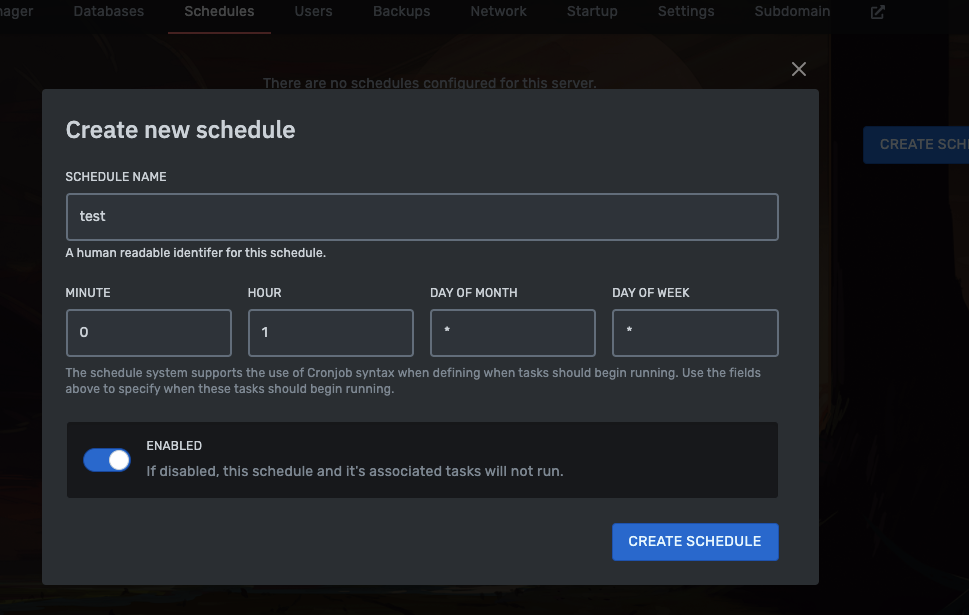 nager Databases Schedules Users Backups Network Startup Settings Subdomain
There are no schedules configured for this server.
CREATE SCHE
Create new schedule
SCHEDULE NAME
test
A human readable identifer for this schedule.
MINUTE HOUR DAY OF MONTH DAY OF WEEK
0 1 * *
The schedule system supports the use of Cronjob syntax when defining when tasks should begin running. Use the fields
above to specify when these tasks should begin running.
ENABLED
If disabled, this schedule and it's associated tasks will not run.
CREATE SCHEDULE